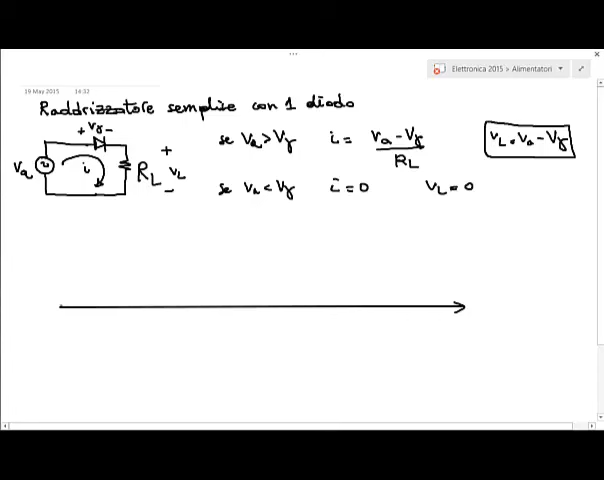 Elettronica 2015 » Alimentatori
19 May 2015 14:32
Raddrizzatore semplice con 1 diodo
+ Vγ -
Va i RL VL + -
se Va > Vγ i = (Va - Vγ) / RL VL = Va - Vγ
se Va < Vγ i = 0 VL = 0